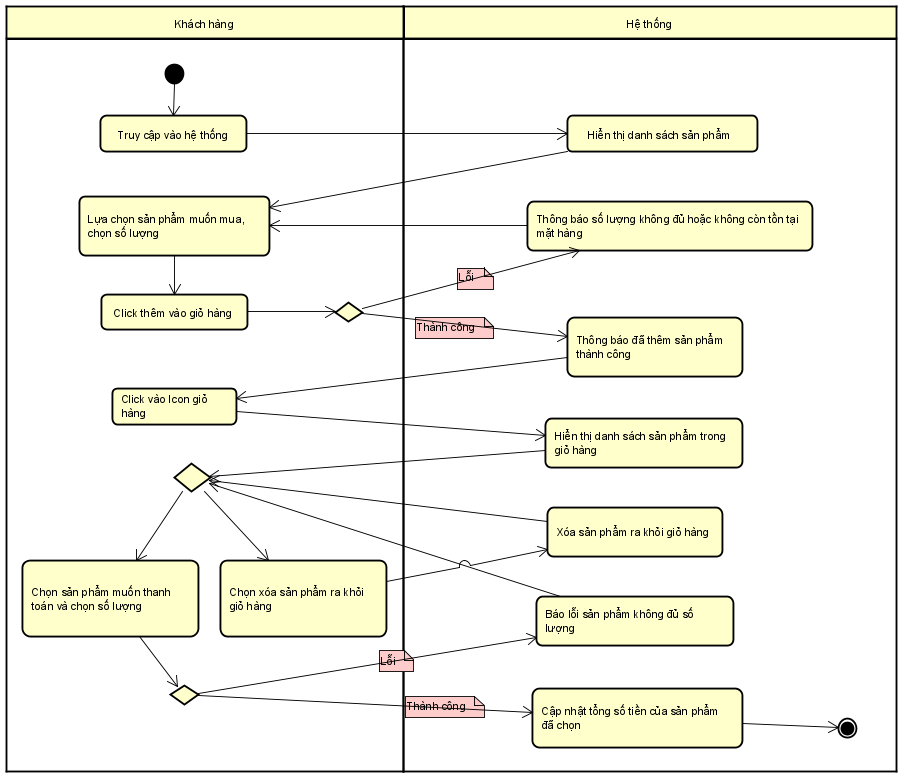 Khách hàng
Hệ thống
Truy cập vào hệ thống
Hiển thị danh sách sản phẩm
Lựa chọn sản phẩm muốn mua,
chọn số lượng
Thông báo số lượng không đủ hoặc không còn tồn tại
mặt hàng
Lỗi
Click thêm vào giỏ hàng
Thành công
Thông báo đã thêm sản phẩm
thành công
Click vào Icon giỏ
hàng
Hiển thị danh sách sản phẩm trong
giỏ hàng
Xóa sản phẩm ra khỏi giỏ hàng
Chọn sản phẩm muốn thanh
toán và chọn số lượng
Chọn xóa sản phẩm ra khỏi
giỏ hàng
Báo lỗi sản phẩm không đủ số
lượng
Lỗi
Thành công
Cập nhật tổng số tiền của sản phẩm
đã chọn